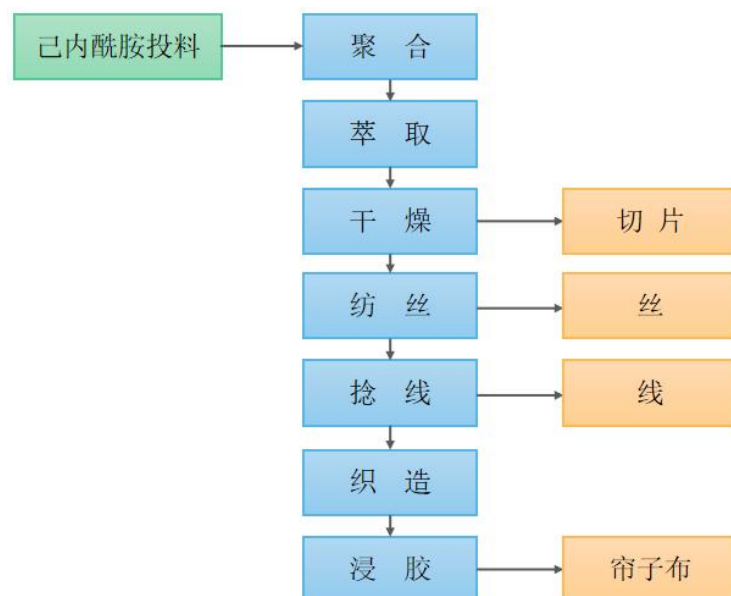 己内酰胺投料
聚 合
萃 取
干 燥
切 片
纺 丝
丝
捻 线
线
织 造
浸 胶
帘子布